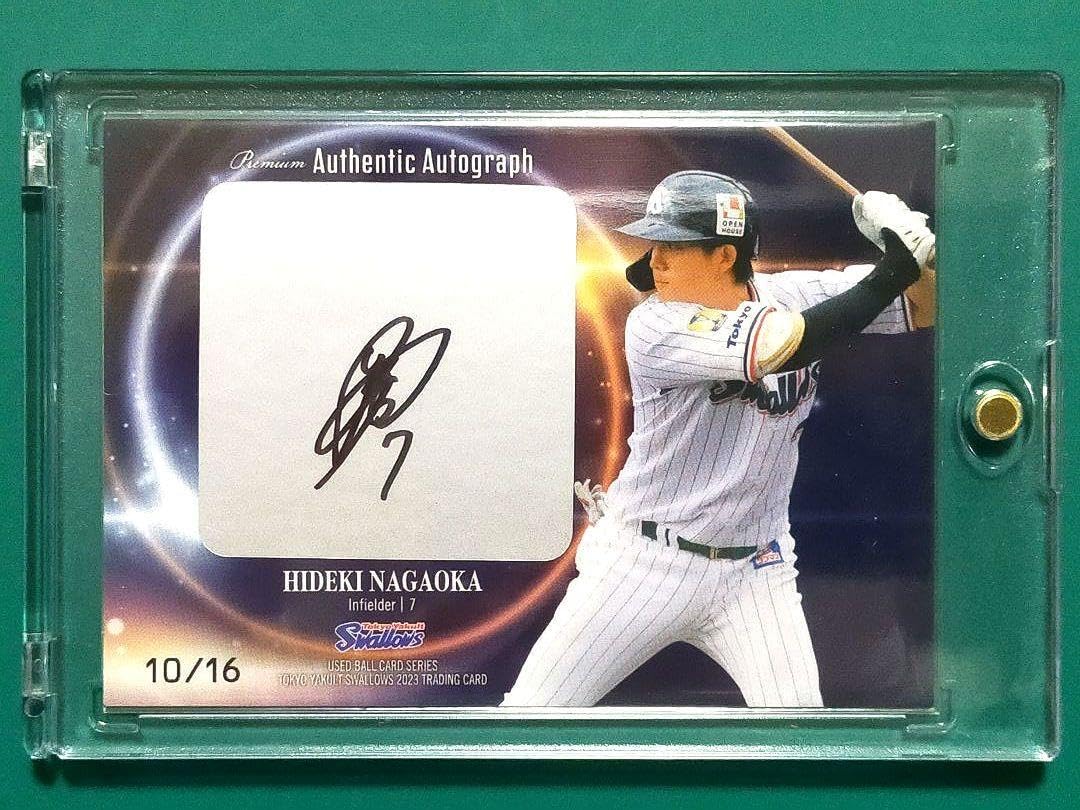 Premium Authentic Autograph
OPEN
HOUSE
Tokyo
Swallows
7
HIDEKI NAGAOKA
Infielder | 7
Tokyo Yakult
Swallows
10/16
USED BALL CARD SERIES
TOKYO YAKULT SWALLOWS 2023 TRADING CARD